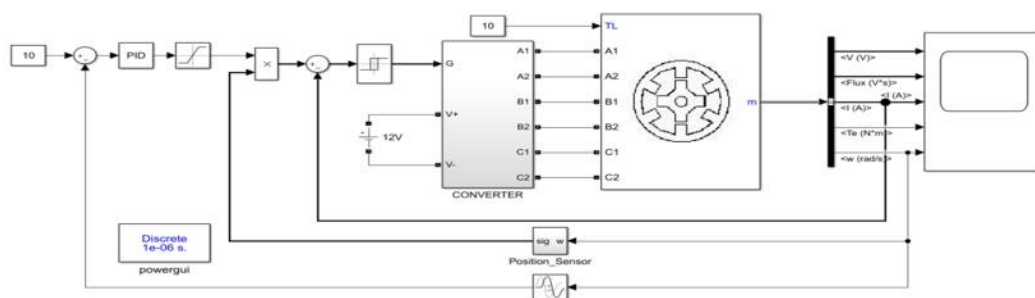 10
PID
×
G
V+
V-
12V
CONVERTER
A1
A2
B1
B2
C1
C2
10
TL
A1
A2
B1
B2
C1
C2
m
<V (V)>
<Flux (V*s)>
<I (A)>
<I (A)>
<Te (N*m)>
<w (rad/s)>
sig w
Position_Sensor
Discrete
1e-06 s.
powergui